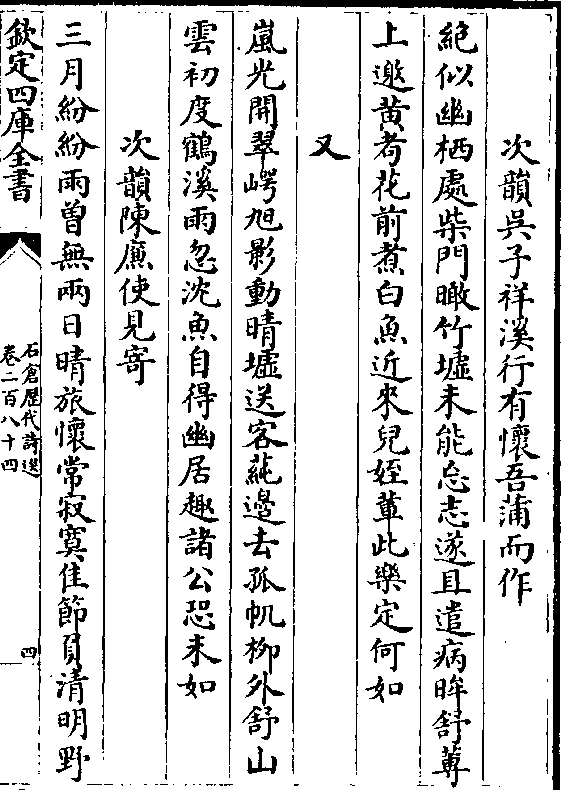 次韻吳子祥溪行有懷吾蒲而作
絶似幽栖處柴門瞰竹墟未能忘志遂且遣病眸舒蓴
上邀黄耇花前煮白魚近來兒姪軰此樂定何如
又
嵐光開翠崿旭影動晴墟送客蒓邉去孤帆柳外舒山
雲初度鶴溪雨忽沈魚自得幽居趣諸公恐未如
次韻陳廉使見寄
三月紛紛雨曽無兩日晴旅懷常寂寞佳節負清明野
欽定四庫全書
石倉歷代詩選
卷二百八十四
四